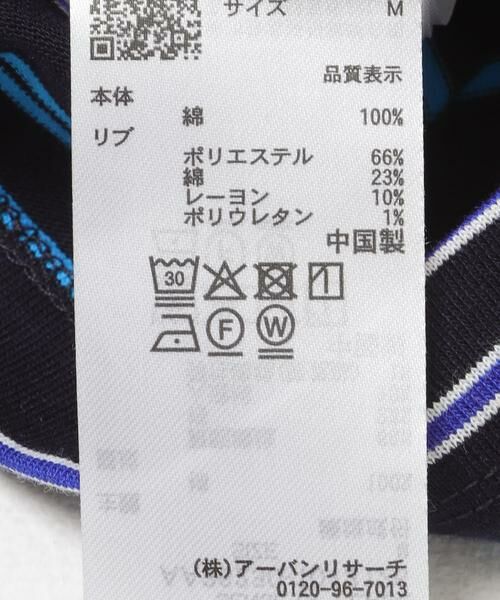 サイズ M
品質表示
本体
綿 100%
リブ
ポリエステル 66%
綿 23%
レーヨン 10%
ポリウレタン 1%
中国製
30
F W
(株)アーバンリサーチ
0120-96-7013